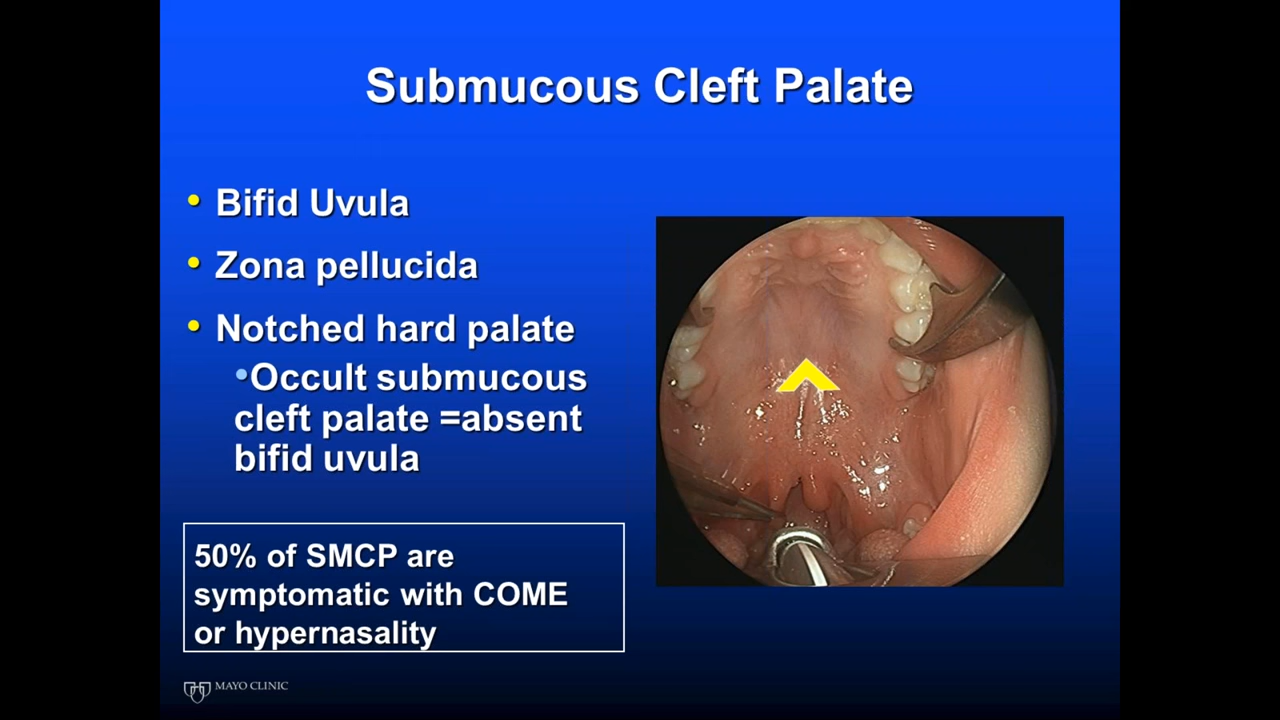 Submucous Cleft Palate
• Bifid Uvula
• Zona pellucida
• Notched hard palate
•Occult submucous
cleft palate =absent
bifid uvula
50% of SMCP are
symptomatic with COME
or hypernasality
MAYO CLINIC